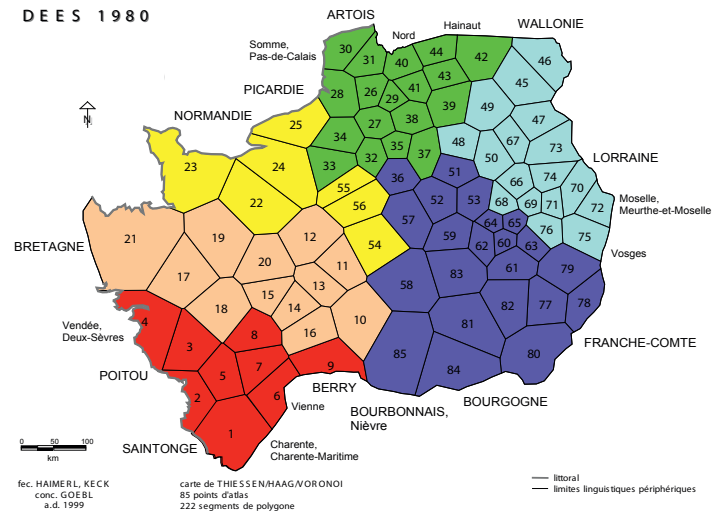 DEES 1980
ARTOIS
Hainaut
WALLONIE
Nord
Somme,
Pas-de-Calais
PICARDIE
NORMANDIE
N
LORRAINE
Moselle,
Meurthe-et-Moselle
Vosges
BRETAGNE
Vendée,
Deux-Sèvres
POITOU
SAINTONGE
Charente,
Charente-Maritime
Vienne
BERRY
BOURBONNAIS,
Nièvre
BOURGOGNE
FRANCHE-COMTE
30
31
40
44
42
46
28
26
29
41
43
39
49
45
25
34
27
38
47
23
24
33
32
35
37
48
50
67
73
22
55
36
51
66
74
70
56
57
52
53
68
69
71
72
21
19
12
54
59
64
65
76
75
62
60
63
17
20
11
58
83
61
79
15
13
18
14
10
82
77
78
4
8
16
81
3
5
7
9
85
84
80
2
6
1
0 50 100
km
fec. HAIMERL, KECK
conc. GOEBL
a.d. 1999
carte de THIESSEN/HAAG/VORONOI
85 points d'atlas
222 segments de polygone
littoral
limites linguistiques périphériques